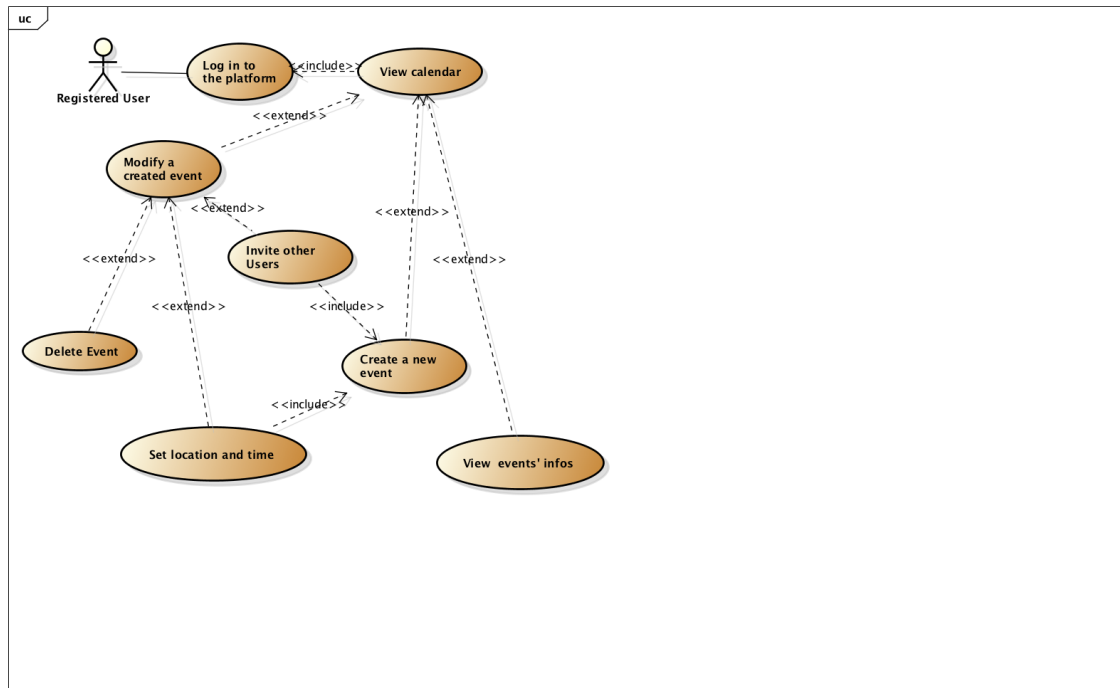 uc
Log in to
the platform
<<include>>
View calendar
Registered User
<<extend>>
Modify a
created event
<<extend>>
<<extend>>
Invite other
Users
<<extend>>
<<extend>>
<<extend>>
<<include>>
Delete Event
Create a new
event
<<include>>
Set location and time
View  events' infos